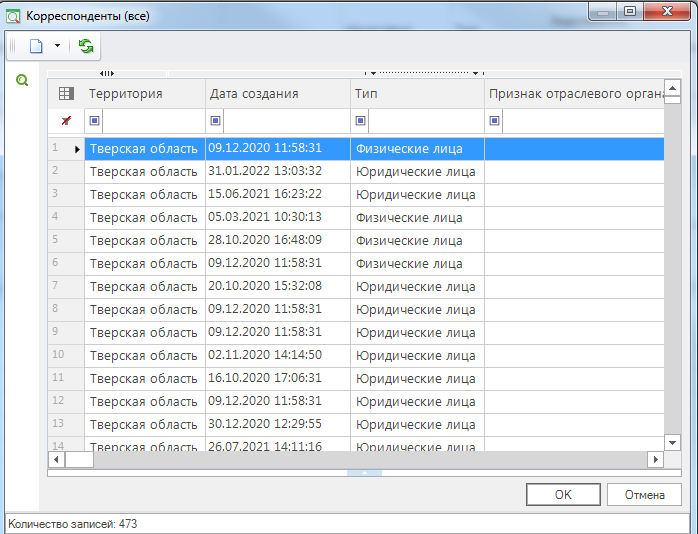 Корреспонденты (все)
Территория Дата создания Тип Признак отраслевого органа
1 Тверская область 09.12.2020 11:58:31 Физические лица
2 Тверская область 31.01.2022 13:03:32 Юридические лица
3 Тверская область 15.06.2021 16:23:22 Юридические лица
4 Тверская область 05.03.2021 10:30:13 Физические лица
5 Тверская область 28.10.2020 16:48:09 Физические лица
6 Тверская область 09.12.2020 11:58:31 Физические лица
7 Тверская область 20.10.2020 15:32:08 Юридические лица
8 Тверская область 09.12.2020 11:58:31 Юридические лица
9 Тверская область 09.12.2020 11:58:31 Юридические лица
10 Тверская область 02.11.2020 14:14:50 Юридические лица
11 Тверская область 16.10.2020 17:06:31 Юридические лица
12 Тверская область 09.12.2020 11:58:31 Юридические лица
13 Тверская область 30.12.2020 12:29:55 Юридические лица
14 Тверская область 26.07.2021 14:11:16 Юридические лица
OK Отмена
Количество записей: 473